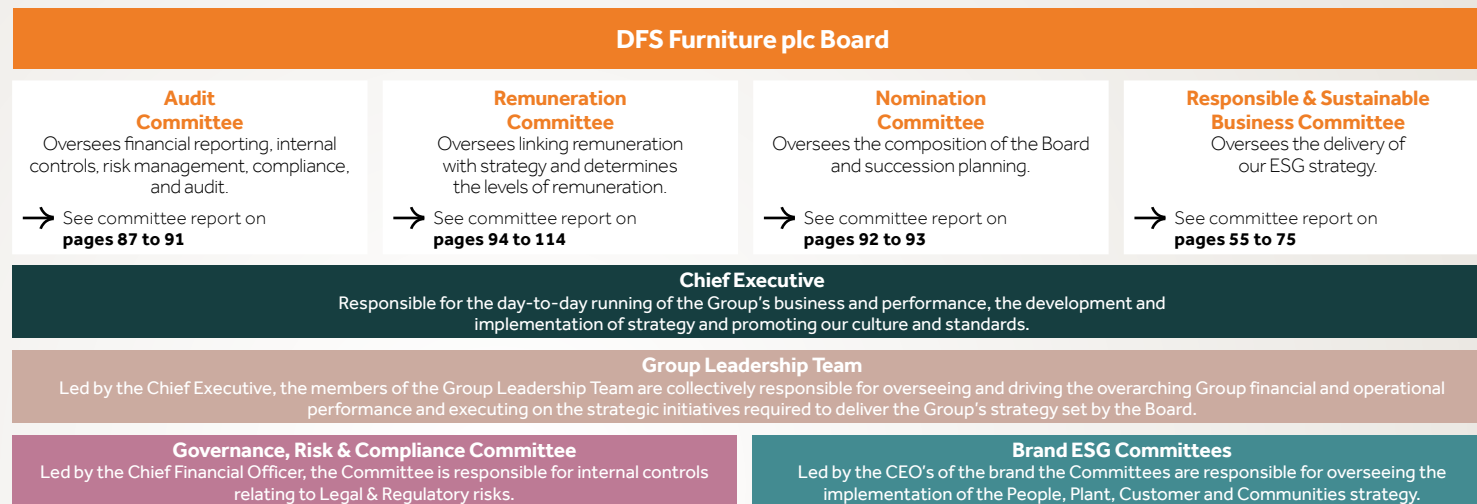 DFS Furniture plc Board
Audit
Committee
Oversees financial reporting, internal
controls, risk management, compliance,
and audit.
See committee report on
pages 87 to 91
Remuneration
Committee
Oversees linking remuneration
with strategy and determines
the levels of remuneration.
See committee report on
pages 94 to 114
Nomination
Committee
Oversees the composition of the Board
and succession planning.
See committee report on
pages 92 to 93
Responsible & Sustainable
Business Committee
Oversees the delivery of
our ESG strategy.
See committee report on
pages 55 to 75
Chief Executive
Responsible for the day-to-day running of the Group's business and performance, the development and
implementation of strategy and promoting our culture and standards.
Group Leadership Team
Led by the Chief Executive, the members of the Group Leadership Team are collectively responsible for overseeing and driving the overarching Group financial and operational
performance and executing on the strategic initiatives required to deliver the Group's strategy set by the Board.
Governance, Risk & Compliance Committee
Led by the Chief Financial Officer, the Committee is responsible for internal controls
relating to Legal & Regulatory risks.
Brand ESG Committees
Led by the CEO's of the brand the Committees are responsible for overseeing the
implementation of the People, Plant, Customer and Communities strategy.